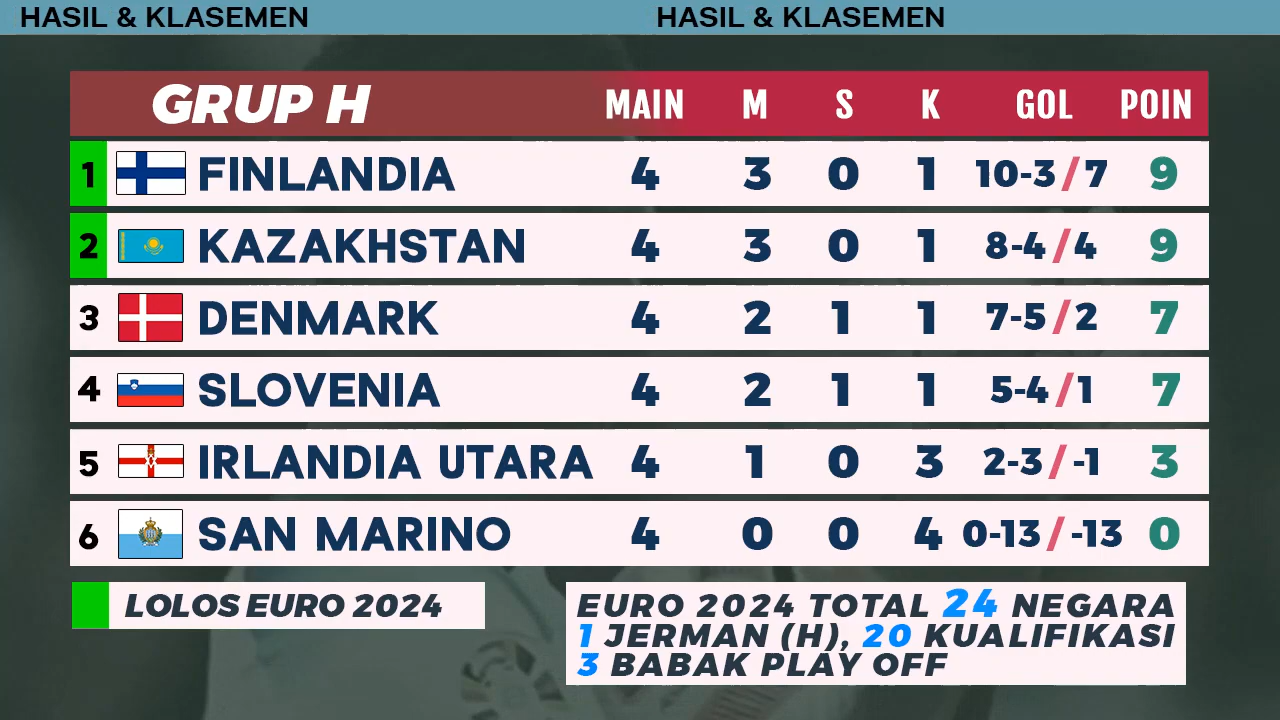 HASIL & KLASEMEN HASIL & KLASEMEN
GRUP H MAIN M S K GOL POIN
1 FINLANDIA 4 3 0 1 10-3 / 7 9
2 KAZAKHSTAN 4 3 0 1 8-4 / 4 9
3 DENMARK 4 2 1 1 7-5 / 2 7
4 SLOVENIA 4 2 1 1 5-4 / 1 7
5 IRLANDIA UTARA 4 1 0 3 2-3 / -1 3
6 SAN MARINO 4 0 0 4 0-13 / -13 0
LOLOS EURO 2024
EURO 2024 TOTAL 24 NEGARA
1 JERMAN (H), 20 KUALIFIKASI
3 BABAK PLAY OFF